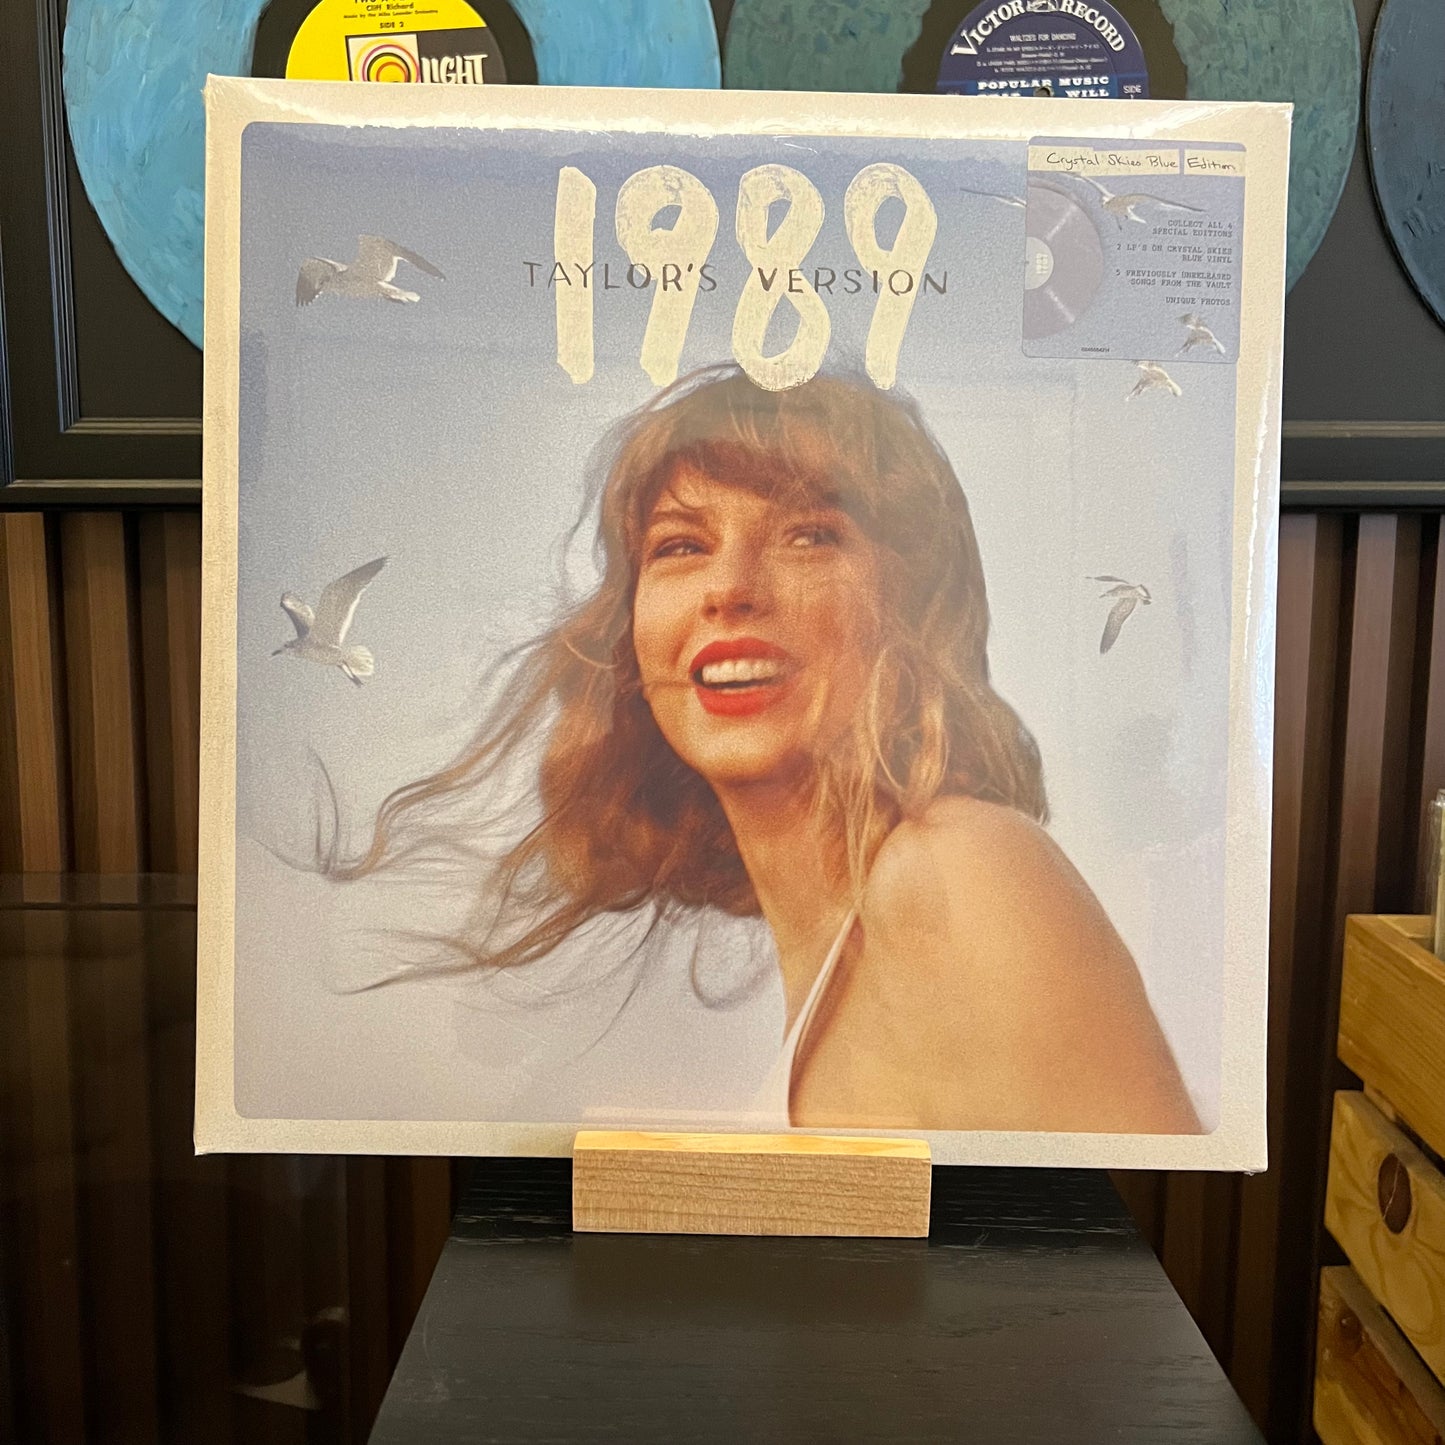 Cliff Richard
SIDE 2
LIGHT
VICTOR RECORD
WALTZES FOR DANCING
POPULAR MUSIC
WILL
SIDE
1989
TAYLOR'S VERSION
Crystal Skies Blue Edition
COLLECT ALL 4
SPECIAL EDITIONS
2 LP'S ON CRYSTAL SKIES
BLUE VINYL
5 PREVIOUSLY UNRELEASED
SONGS FROM THE VAULT
UNIQUE PHOTOS